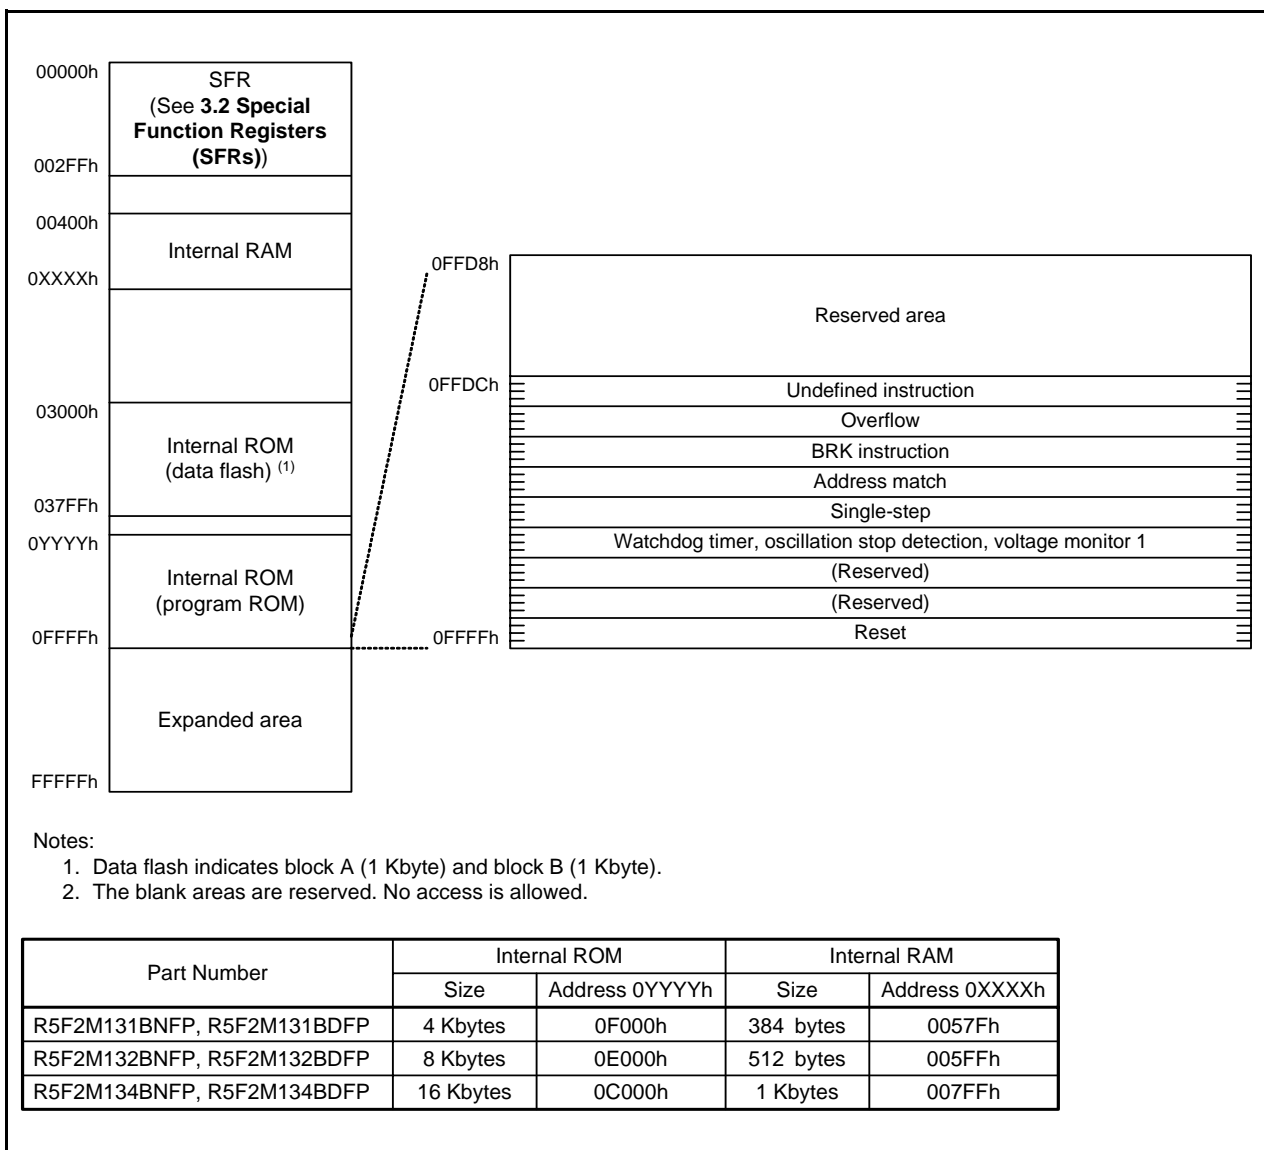 00000h
SFR
(See 3.2 Special
Function Registers
(SFRs))
002FFh
00400h
Internal RAM
0XXXXh
03000h
Internal ROM
(data flash) (1)
037FFh
0YYYYh
Internal ROM
(program ROM)
0FFFFh
Expanded area
FFFFFh
0FFD8h
Reserved area
0FFDCh
Undefined instruction
Overflow
BRK instruction
Address match
Single-step
Watchdog timer, oscillation stop detection, voltage monitor 1
(Reserved)
(Reserved)
0FFFFh
Reset
Notes:
1. Data flash indicates block A (1 Kbyte) and block B (1 Kbyte).
2. The blank areas are reserved. No access is allowed.
Part Number Internal ROM Internal RAM
Size Address 0YYYYh Size Address 0XXXXh
R5F2M131BNFP, R5F2M131BDFP 4 Kbytes 0F000h 384 bytes 0057Fh
R5F2M132BNFP, R5F2M132BDFP 8 Kbytes 0E000h 512 bytes 005FFh
R5F2M134BNFP, R5F2M134BDFP 16 Kbytes 0C000h 1 Kbytes 007FFh